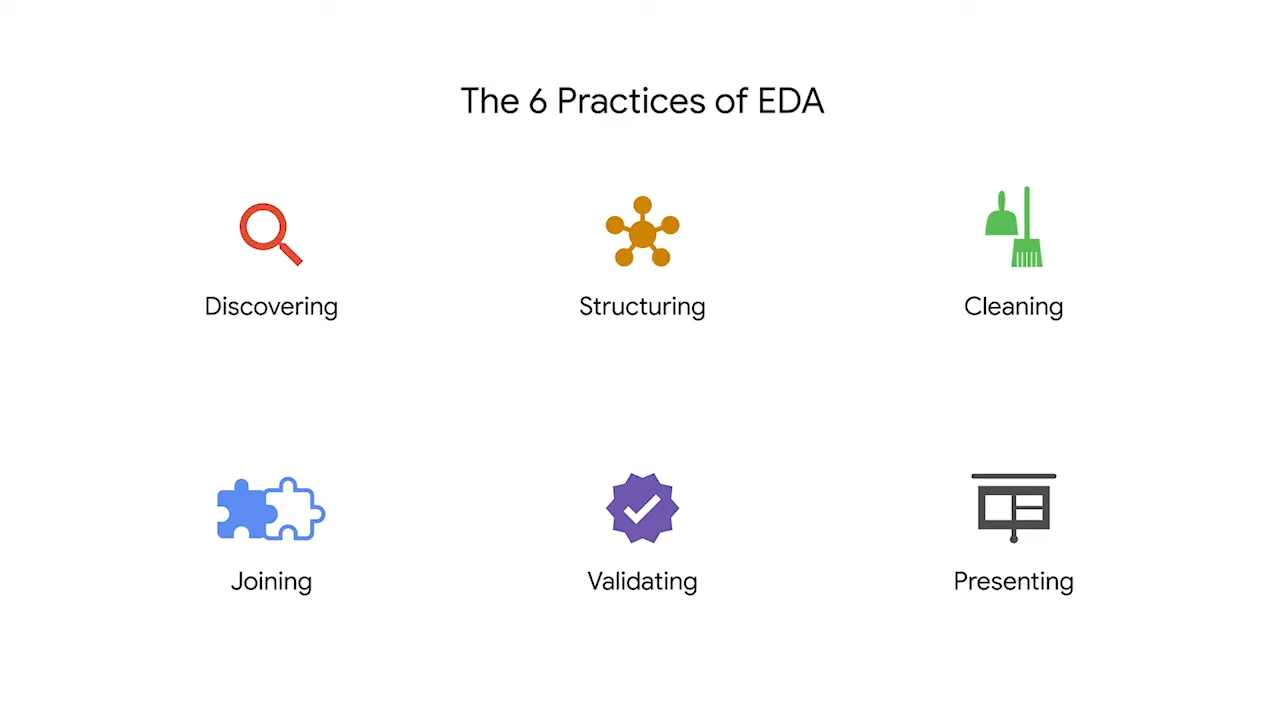 The 6 Practices of EDA
Discovering
Structuring
Cleaning
Joining
Validating
Presenting